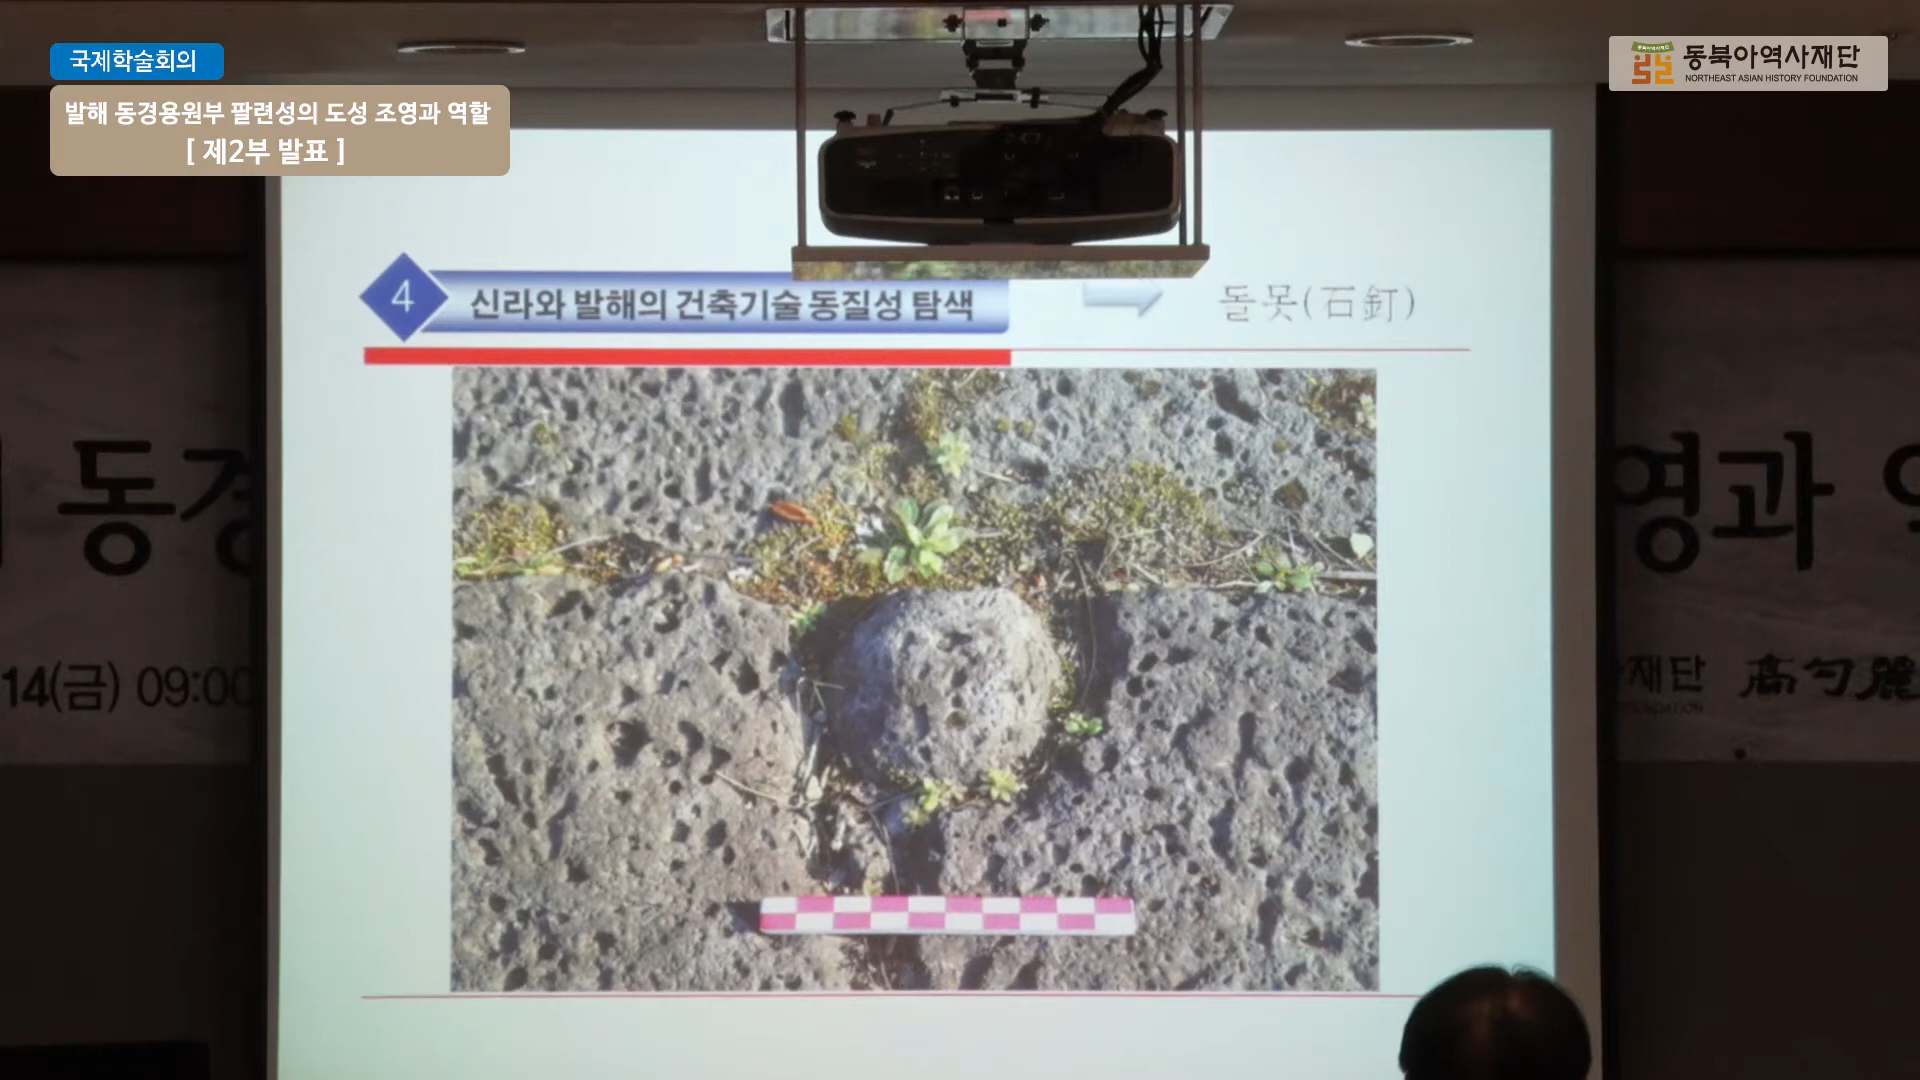 국제학술회의
발해 동경용원부 팔련성의 도성 조영과 역할
[ 제2부 발표 ]
동북아역사재단
NORTHEAST ASIAN HISTORY FOUNDATION
4
신라와 발해의 건축기술 동질성 탐색
돌못(石釘)
동경
영과
14(금) 09:00
재단
高句麗